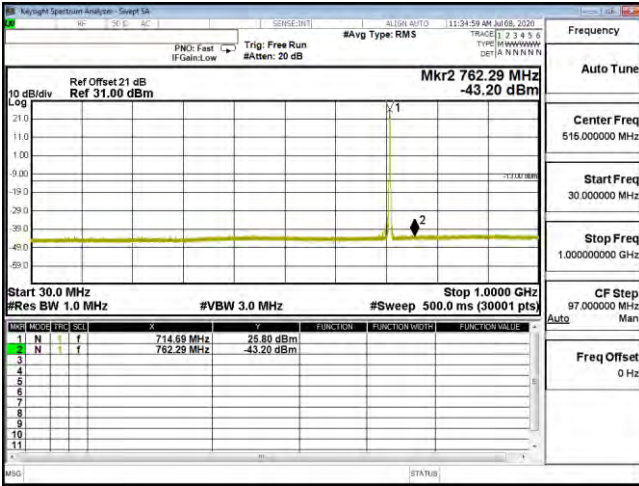 Keysight Spectrum Analyzer - Swept SA
RF 50 Ω AC SENSE:INT ALIGN AUTO 11:34:59 AM Jul 08, 2020
#Avg Type: RMS TRACE 1 2 3 4 5 6
PNO: Fast Trig: Free Run TYPE M WWWWW
IFGain:Low #Atten: 20 dB DET A N N N N N
Ref Offset 21 dB Mkr2 762.29 MHz
10 dB/div Ref 31.00 dBm -43.20 dBm
Log
21.0
11.0
1.00
-9.00
-13.00 dBm
-19.0
-29.0
-39.0
-49.0
-59.0
1
2
Start 30.0 MHz Stop 1.0000 GHz
#Res BW 1.0 MHz #VBW 3.0 MHz #Sweep 500.0 ms (30001 pts)
MKR MODE TRC SCL X Y FUNCTION FUNCTION WIDTH FUNCTION VALUE
1 N 1 f 714.69 MHz 25.80 dBm
2 N 1 f 762.29 MHz -43.20 dBm
3
4
5
6
7
8
9
10
11
MSG STATUS
Frequency
Auto Tune
Center Freq
515.000000 MHz
Start Freq
30.000000 MHz
Stop Freq
1.000000000 GHz
CF Step
97.000000 MHz
Auto Man
Freq Offset
0 Hz